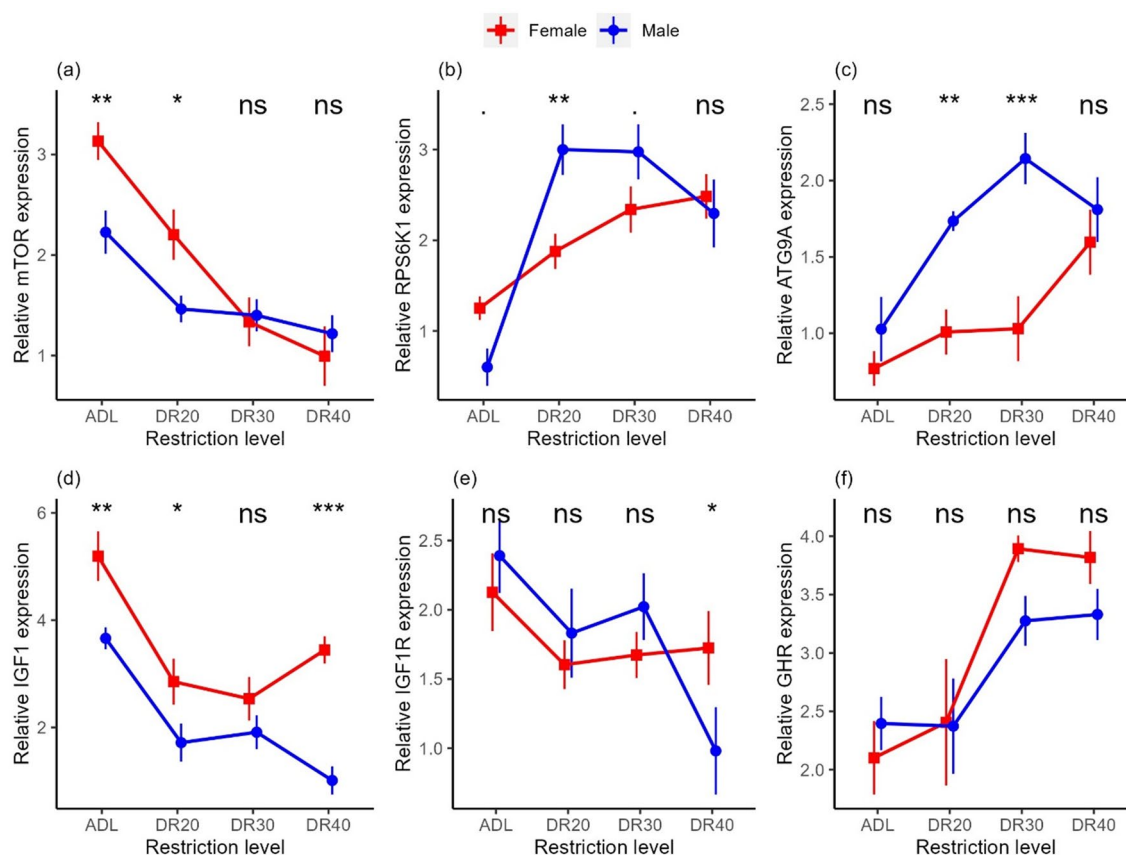 Female Male
(a)
** * ns ns
Relative mTOR expression
3
2
1
ADL DR20 DR30 DR40
Restriction level
(b)
. ** . ns
Relative RPS6K1 expression
3
2
1
ADL DR20 DR30 DR40
Restriction level
(c)
ns ** *** ns
Relative ATG9A expression
2.5
2.0
1.5
1.0
ADL DR20 DR30 DR40
Restriction level
(d)
** * ns ***
Relative IGF1 expression
6
4
2
ADL DR20 DR30 DR40
Restriction level
(e)
ns ns ns *
Relative IGF1R expression
2.5
2.0
1.5
1.0
ADL DR20 DR30 DR40
Restriction level
(f)
ns ns ns ns
Relative GHR expression
4.0
3.5
3.0
2.5
2.0
ADL DR20 DR30 DR40
Restriction level